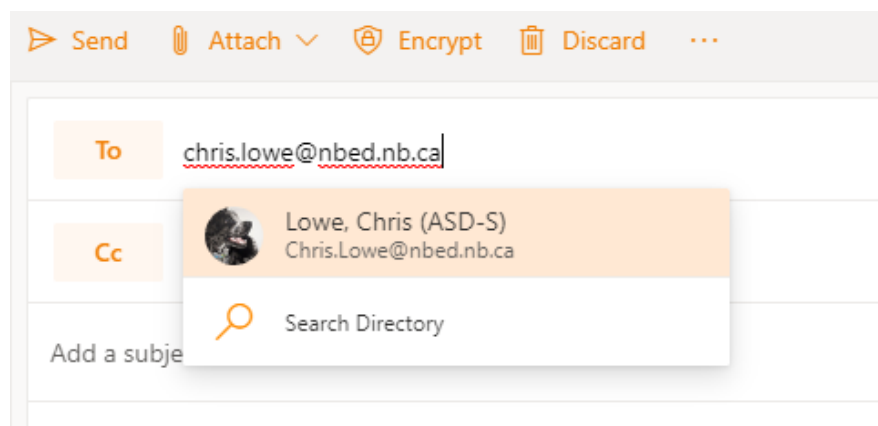 Send Attach Encrypt Discard ...
To chris.lowe@nbed.nb.ca
Lowe, Chris (ASD-S)
Chris.Lowe@nbed.nb.ca
Cc
Search Directory
Add a subje